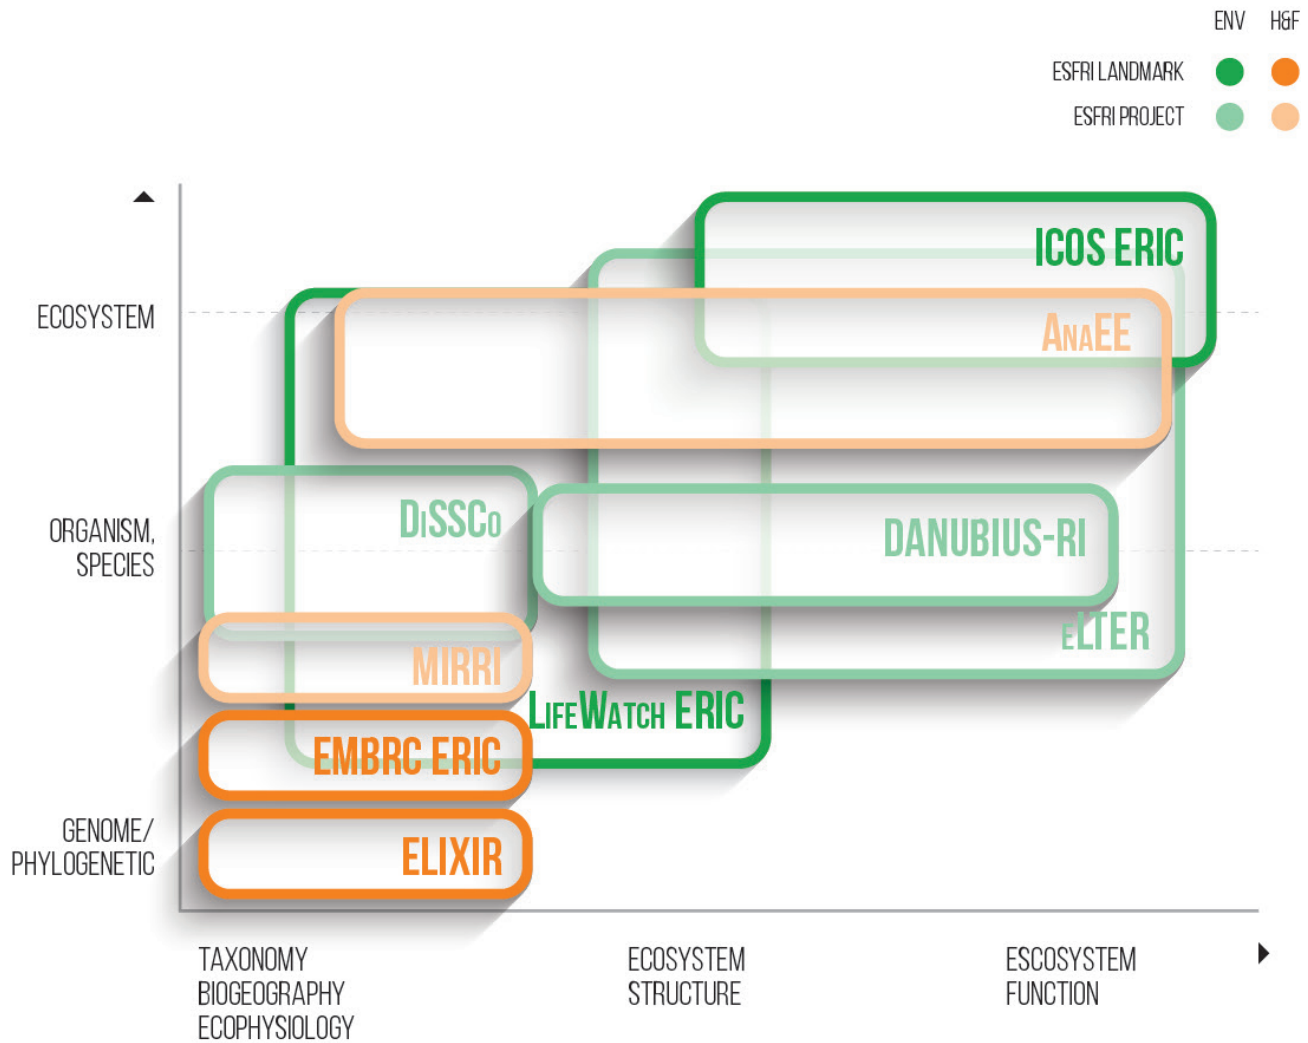 ENV H&F
ESFRI LANDMARK
ESFRI PROJECT
ICOS ERIC
ECOSYSTEM
ANAEE
DiSSCo
ORGANISM,
SPECIES
DANUBIUS-RI
eLTER
MIRRI
LIFEWATCH ERIC
EMBRC ERIC
GENOME/
PHYLOGENETIC
ELIXIR
TAXONOMY
BIOGEOGRAPHY
ECOPHYSIOLOGY
ECOSYSTEM
STRUCTURE
ESCOSYSTEM
FUNCTION